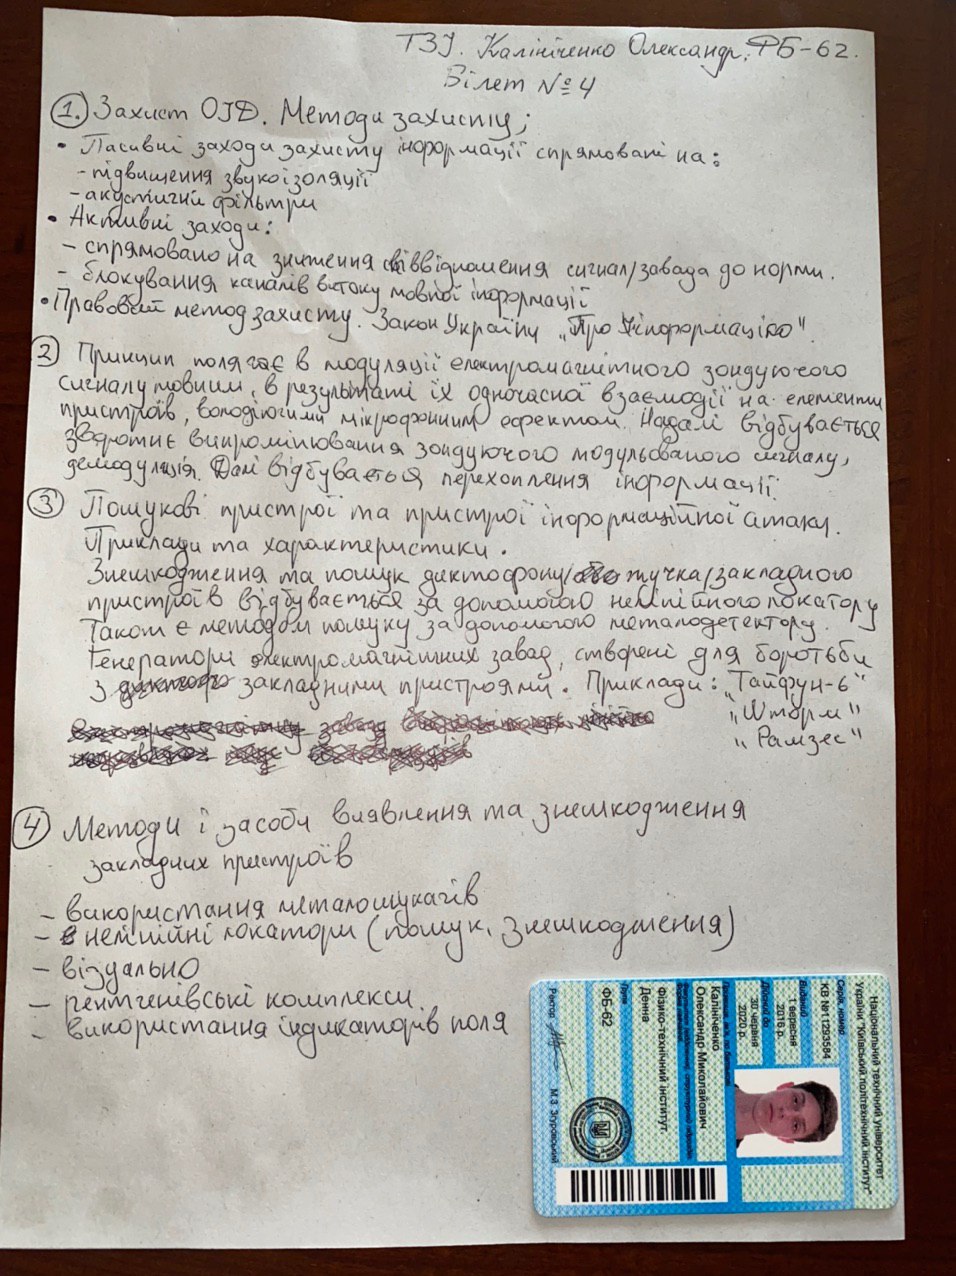 ТЗІ. Калініченко Олександр, ФБ-62.
Білет №4
1. Захист ОІД. Методи захисту;
• Пасивні заходи захисту інформації спрямовані на:
- підвищення звукоізоляції
- акустичні фільтри
• Активні заходи:
- спрямовано на зниження співвідношення сигнал/завада до норми.
- блокування каналів витоку мовної інформації
• Правовий метод захисту. Закон Україну „Про інформацію".
2 Принцип полягає в модуляції електромагнітного зондуючого
сигналу мовним, в результаті їх одночасної взаємодії на елементи
пристроїв, володіючими мікрофонним ефектом. Надалі відбувається
зворотнє випромінювання зондуючого модульованого сигналу,
демодуляція. Далі відбувається перехоплення інформації.
3 Пошукові пристрої та пристрої інформаційної атаки.
Приклади та характеристики.
Знешкодження та пошук диктофону/жучка/закладного
пристроїв відбувається за допомогою нелінійного локатору
Також є методом пошуку за допомогою металодетектору.
Генератори електромагнітних завад, створені для боротьби
з закладними пристроями. Приклади: „Тайфун-6"
„Шторм"
„Рамзес"
4 Методи і засоби виявлення та знешкодження
закладних пристроїв
- використання металошукачів
- нелінійні локатори (пошук, знешкодження)
- візуально
- рентгенівські комплекси
- використання індикаторів поля
Національний технічний університет
України "Київський політехнічний інститут"
Серія, номер
КВ №11293584
Виданий
1 вересня
2016 р.
Дійсний до
30 червня
2020 р.
Калініченко
Олександр Миколайович
Фізико-технічний інститут,
Денна
Група
ФБ-62
Ректор М.З. Згуровський